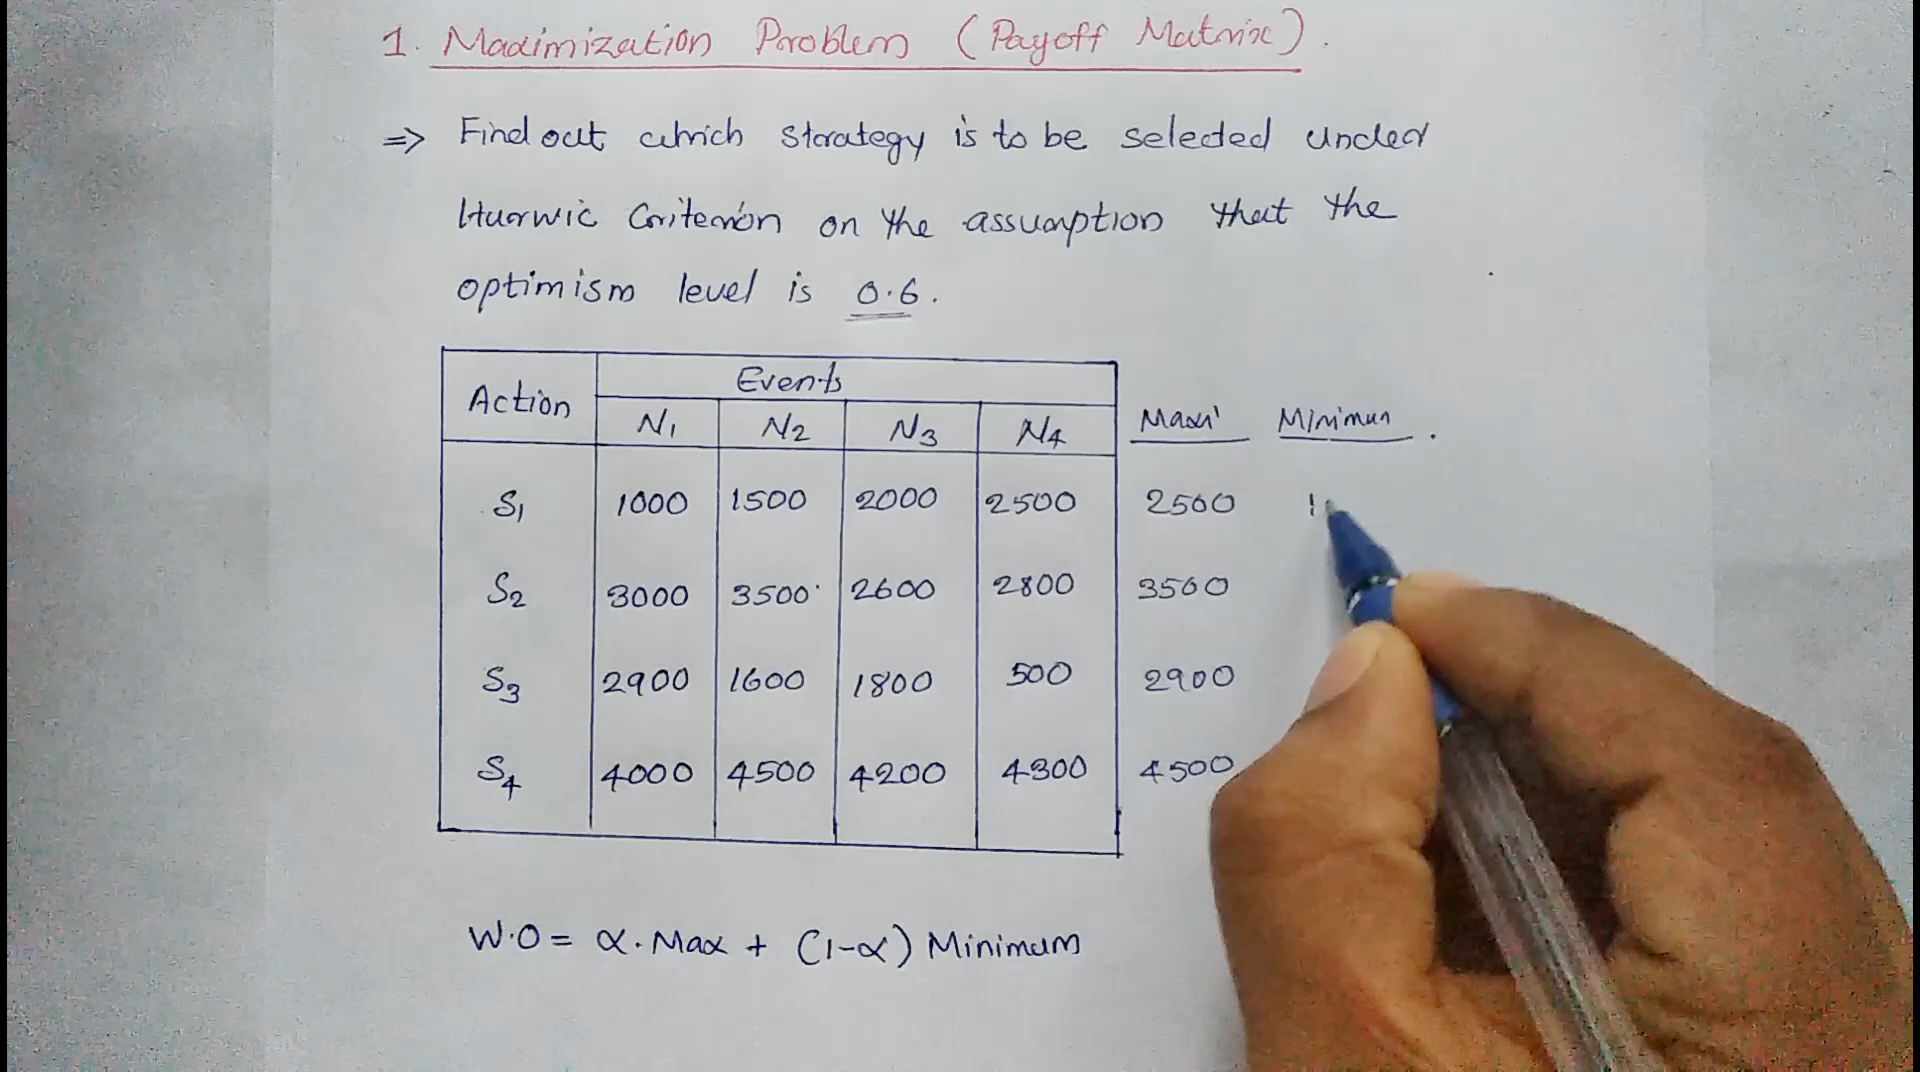 1. Maximization Problem (Payoff Matrix).
=> Find out which strategy is to be selected under
Hurwic Criterion on the assumption that the
optimism level is 0.6.
Action Events
N1 N2 N3 N4 Maxi' Minimun .
S1 1000 1500 2000 2500 2500 1
S2 3000 3500 2600 2800 3500
S3 2900 1600 1800 500 2900
S4 4000 4500 4200 4300 4500
W.O = α. Max + (1-α) Minimum